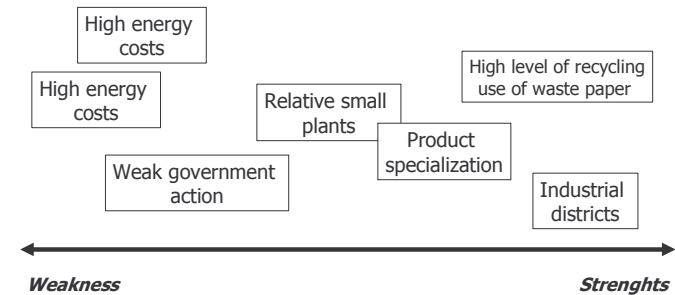 High energy
costs
High energy
costs
High level of recycling
use of waste paper
Relative small
plants
Product
specialization
Weak government
action
Industrial
districts
Weakness
Strenghts